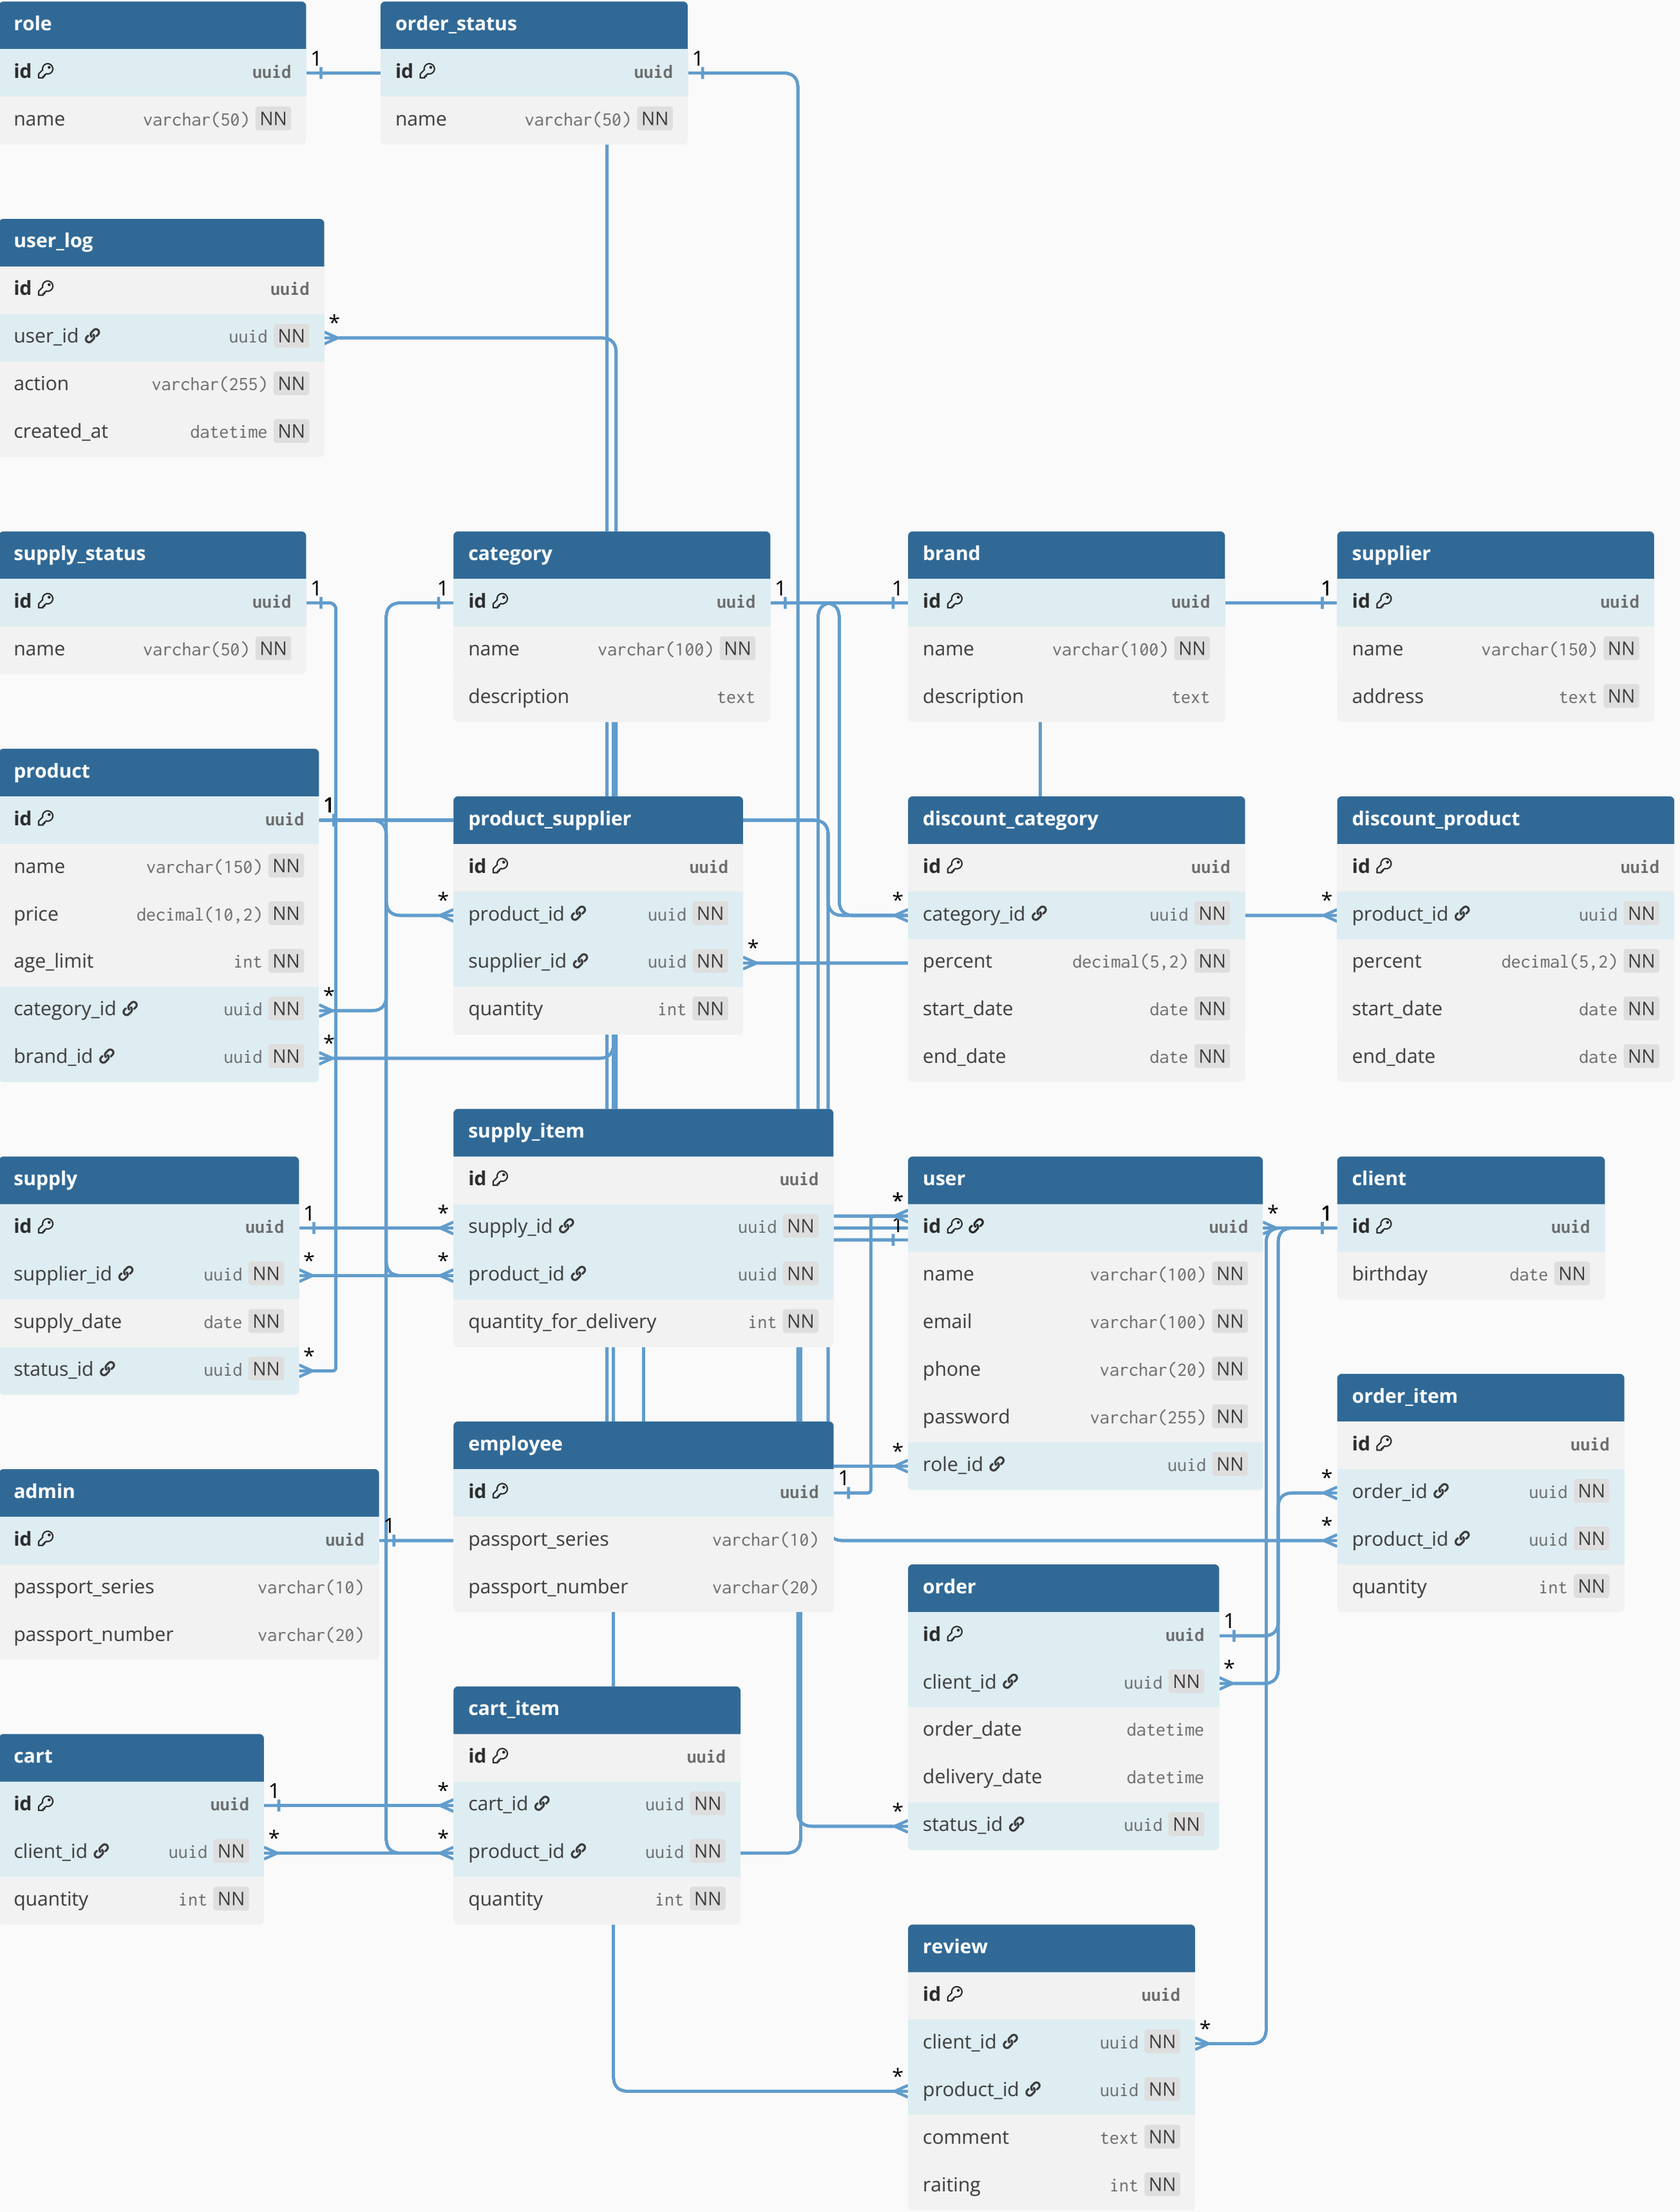 role
id uuid
name varchar(50) NN
order_status
id uuid
name varchar(50) NN
1
1
user_log
id uuid
user_id uuid NN
action varchar(255) NN
created_at datetime NN
*
supply_status
id uuid
name varchar(50) NN
1
category
id uuid
name varchar(100) NN
description text
1
1
brand
id uuid
name varchar(100) NN
description text
1
supplier
id uuid
name varchar(150) NN
address text NN
1
product
id uuid
name varchar(150) NN
price decimal(10,2) NN
age_limit int NN
category_id uuid NN
brand_id uuid NN
1
*
*
product_supplier
id uuid
product_id uuid NN
supplier_id uuid NN
quantity int NN
*
*
discount_category
id uuid
category_id uuid NN
percent decimal(5,2) NN
start_date date NN
end_date date NN
*
discount_product
id uuid
product_id uuid NN
percent decimal(5,2) NN
start_date date NN
end_date date NN
*
supply
id uuid
supplier_id uuid NN
supply_date date NN
status_id uuid NN
1
*
*
supply_item
id uuid
supply_id uuid NN
product_id uuid NN
quantity_for_delivery int NN
*
*
user
id uuid
name varchar(100) NN
email varchar(100) NN
phone varchar(20) NN
password varchar(255) NN
role_id uuid NN
*
1
*
*
client
id uuid
birthday date NN
1
admin
id uuid
passport_series varchar(10)
passport_number varchar(20)
1
employee
id uuid
passport_series varchar(10)
passport_number varchar(20)
1
order_item
id uuid
order_id uuid NN
product_id uuid NN
quantity int NN
*
*
order
id uuid
client_id uuid NN
order_date datetime
delivery_date datetime
status_id uuid NN
1
*
*
cart
id uuid
client_id uuid NN
quantity int NN
1
*
cart_item
id uuid
cart_id uuid NN
product_id uuid NN
quantity int NN
*
*
review
id uuid
client_id uuid NN
product_id uuid NN
comment text NN
raiting int NN
*
*